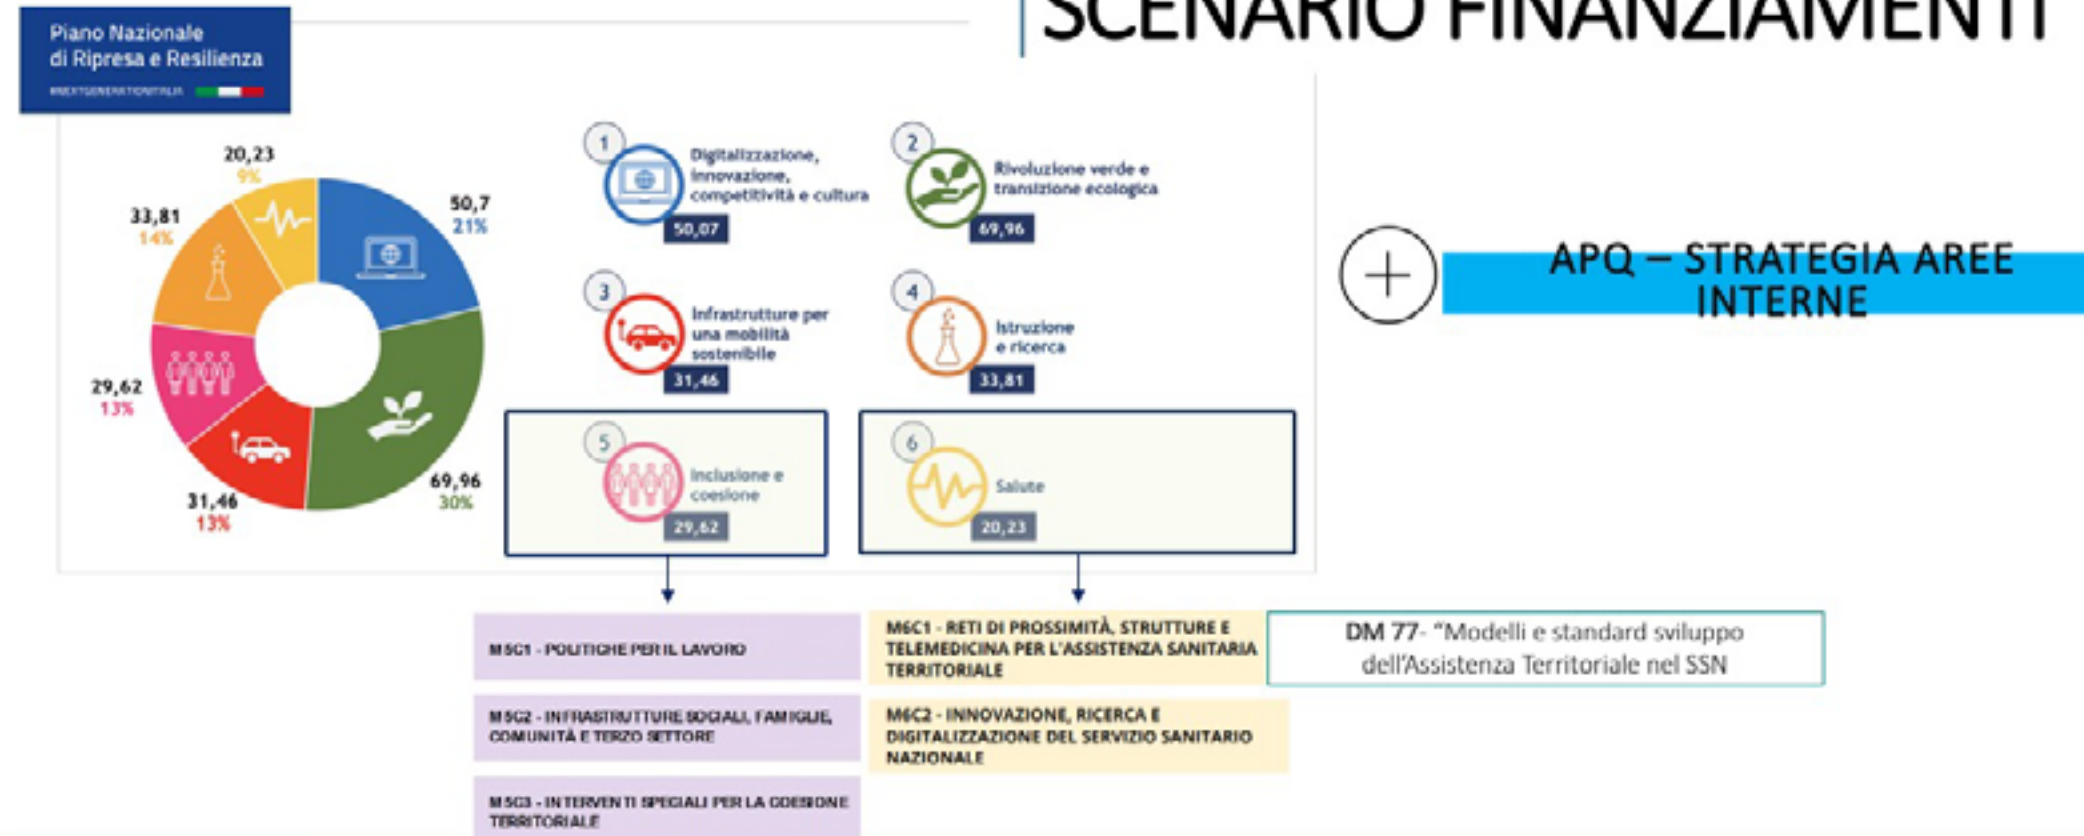 SCENARIO FINANZIAMENTI
Piano Nazionale
di Ripresa e Resilienza
#NEXTGENERATIONITALIA
20,23
9%
33,81
14%
50,7
21%
29,62
13%
31,46
13%
69,96
30%
1
Digitalizzazione,
innovazione,
competitività e cultura
50,07
2
Rivoluzione verde e
transizione ecologica
69,96
3
Infrastrutture per
una mobilità
sostenibile
31,46
4
Istruzione
e ricerca
33,81
5
Inclusione e
coesione
29,62
6
Salute
20,23
APQ – STRATEGIA AREE
INTERNE
M5C1 - POLITICHE PER IL LAVORO
M5C2 - INFRASTRUTTURE SOCIALI, FAMIGLIE,
COMUNITÀ E TERZO SETTORE
M5C3 - INTERVENTI SPECIALI PER LA COESIONE
TERRITORIALE
M6C1 - RETI DI PROSSIMITÀ, STRUTTURE E
TELEMEDICINA PER L'ASSISTENZA SANITARIA
TERRITORIALE
M6C2 - INNOVAZIONE, RICERCA E
DIGITALIZZAZIONE DEL SERVIZIO SANITARIO
NAZIONALE
DM 77- “Modelli e standard sviluppo
dell’Assistenza Territoriale nel SSN